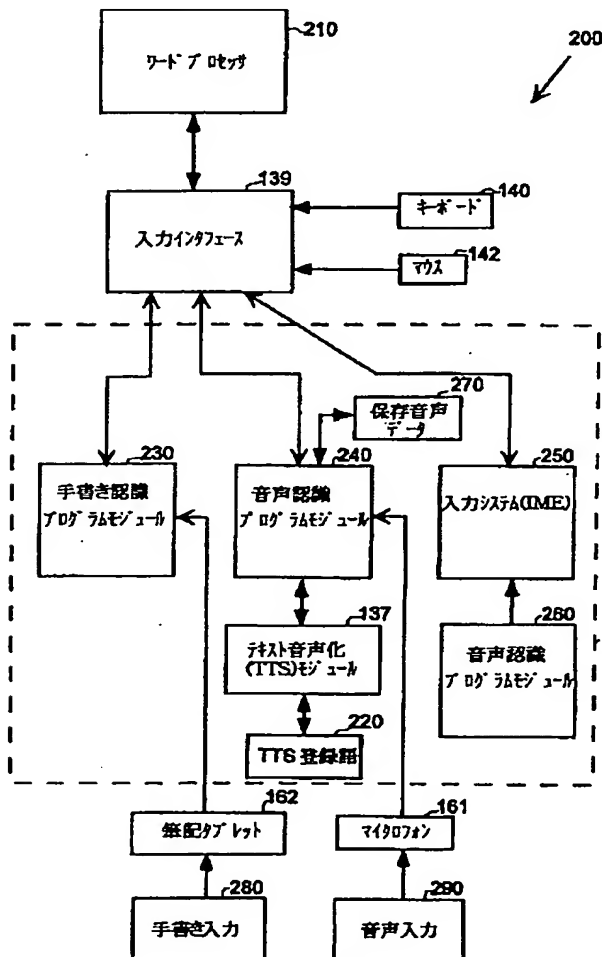 210
ワードプロセッサ
200
139
入力インタフェース
140
キーボード
142
マウス
270
保存音声
データ
230
手書き認識
プログラムモジュール
240
音声認識
プログラムモジュール
250
入力システム(IME)
137
テキスト音声化
(TTS)モジュール
260
音声認識
プログラムモジュール
220
TTS 登録語
162
筆記タブレット
161
マイクロフォン
280
手書き入力
290
音声入力